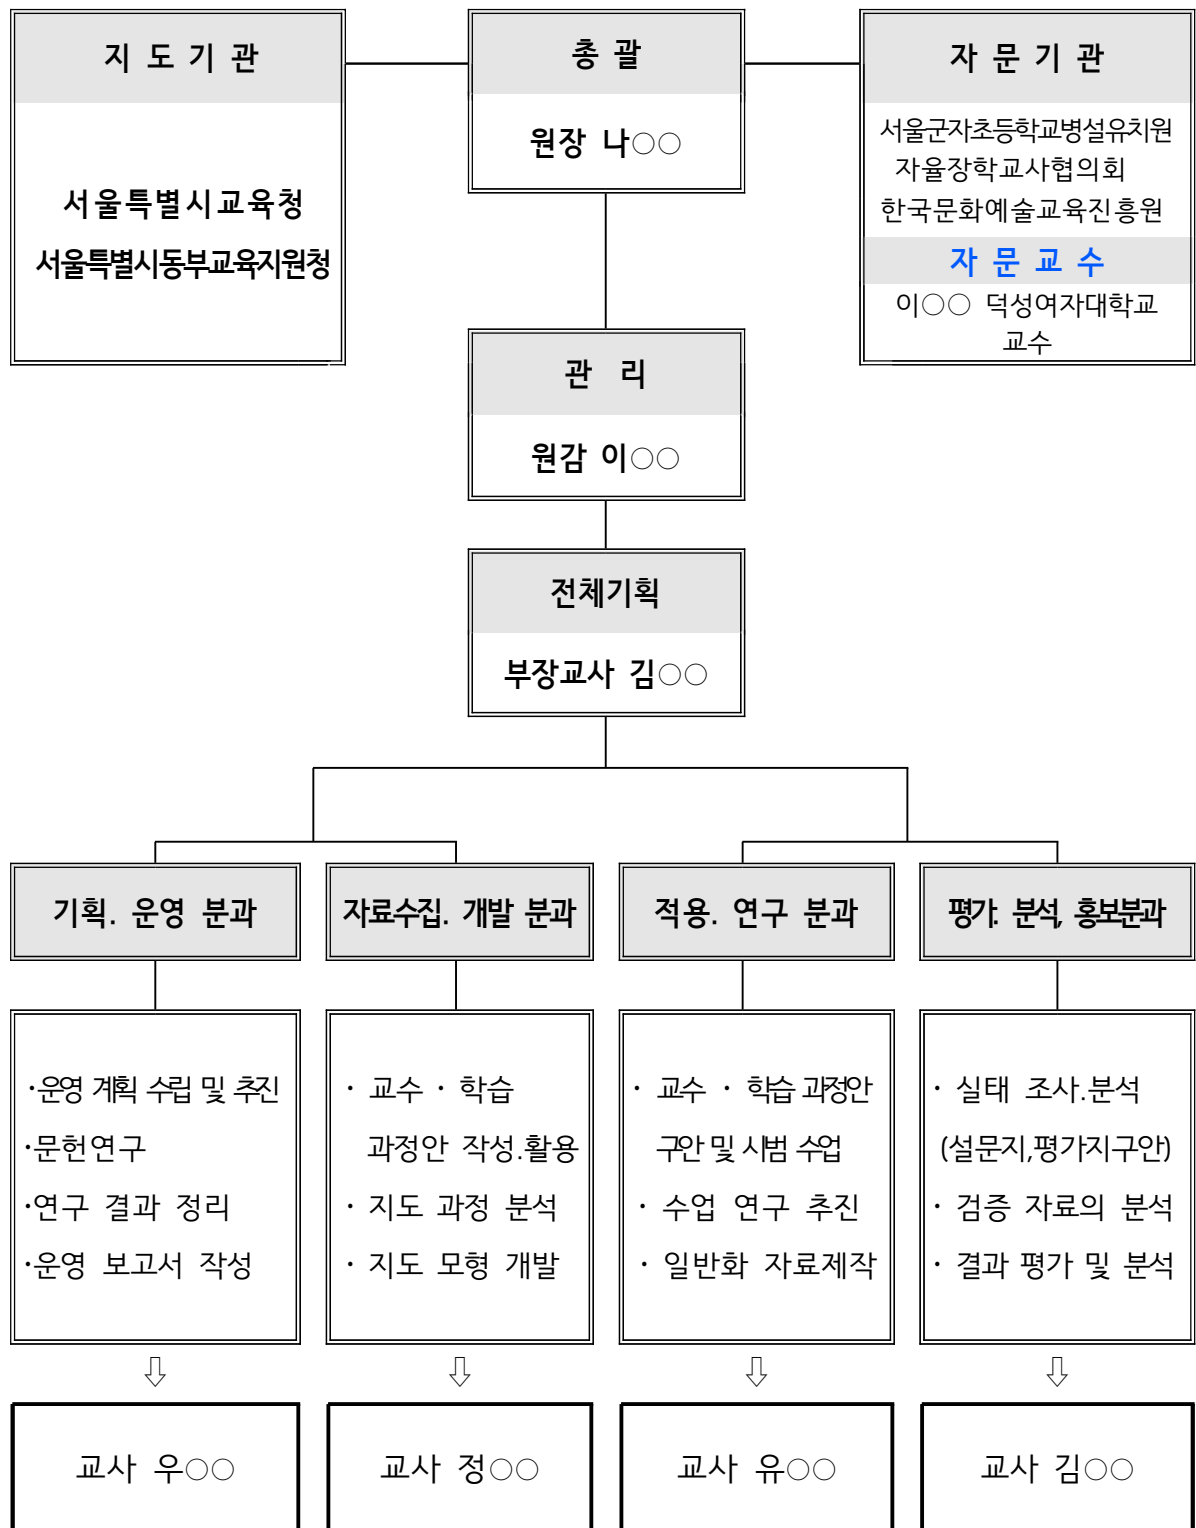 지 도 기 관
서울특별시교육청
서울특별시동부교육지원청
총 괄
원장 나○○
자 문 기 관
서울군자초등학교병설유치원
자율장학교사협의회
한국문화예술교육진흥원
자 문 교 수
이○○ 덕성여자대학교
교수
관 리
원감 이○○
전체기획
부장교사 김○○
기획. 운영 분과
자료수집. 개발 분과
적용. 연구 분과
평가. 분석, 홍보분과
·운영 계획 수립 및 추진
·문헌연구
·연구 결과 정리
·운영 보고서 작성
· 교수 · 학습
과정안 작성.활용
· 지도 과정 분석
· 지도 모형 개발
· 교수 · 학습 과정안
구안 및 시범 수업
· 수업 연구 추진
· 일반화 자료제작
· 실태 조사.분석
(설문지,평가지구안)
· 검증 자료의 분석
· 결과 평가 및 분석
⇩ ⇩ ⇩ ⇩
교사 우○○
교사 정○○
교사 유○○
교사 김○○